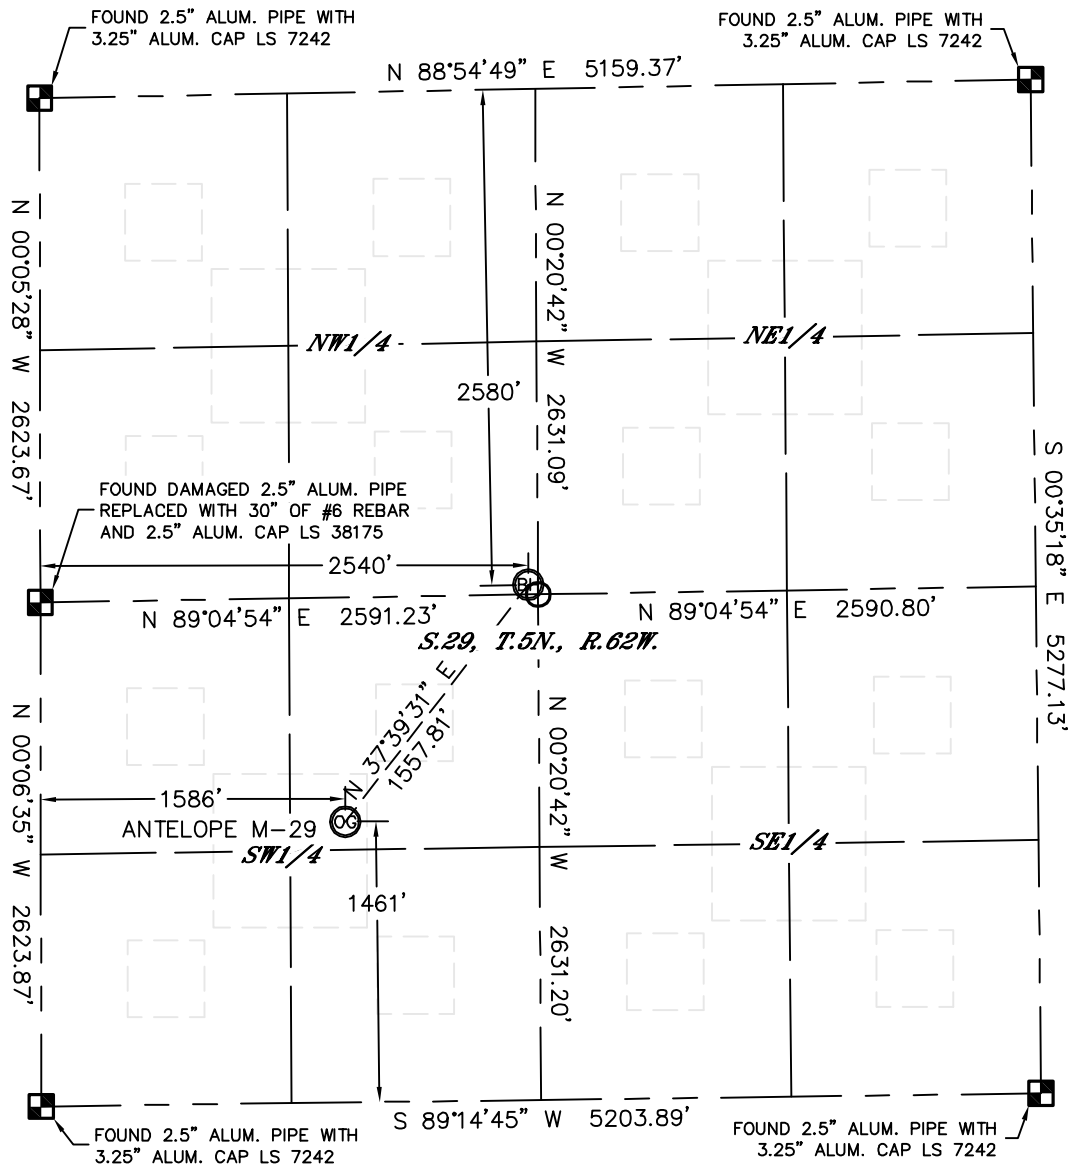 FOUND 2.5" ALUM. PIPE WITH
3.25" ALUM. CAP LS 7242
FOUND 2.5" ALUM. PIPE WITH
3.25" ALUM. CAP LS 7242
N 88°54'49" E 5159.37'
N 00°05'28" W 2623.67'
N 00°20'42" W 2631.09'
NW1/4
NE1/4
2580'
S 00°35'18" E 5277.13'
FOUND DAMAGED 2.5" ALUM. PIPE
REPLACED WITH 30" OF #6 REBAR
AND 2.5" ALUM. CAP LS 38175
2540'
N 89°04'54" E 2591.23'
N 89°04'54" E 2590.80'
S.29, T.5N., R.62W.
N 37°39'31" E
1557.81'
N 00°06'35" W 2623.87'
N 00°20'42" W 2631.20'
1586'
ANTELOPE M-29
OG
SW1/4
SE1/4
1461'
S 89°14'45" W 5203.89'
FOUND 2.5" ALUM. PIPE WITH
3.25" ALUM. CAP LS 7242
FOUND 2.5" ALUM. PIPE WITH
3.25" ALUM. CAP LS 7242